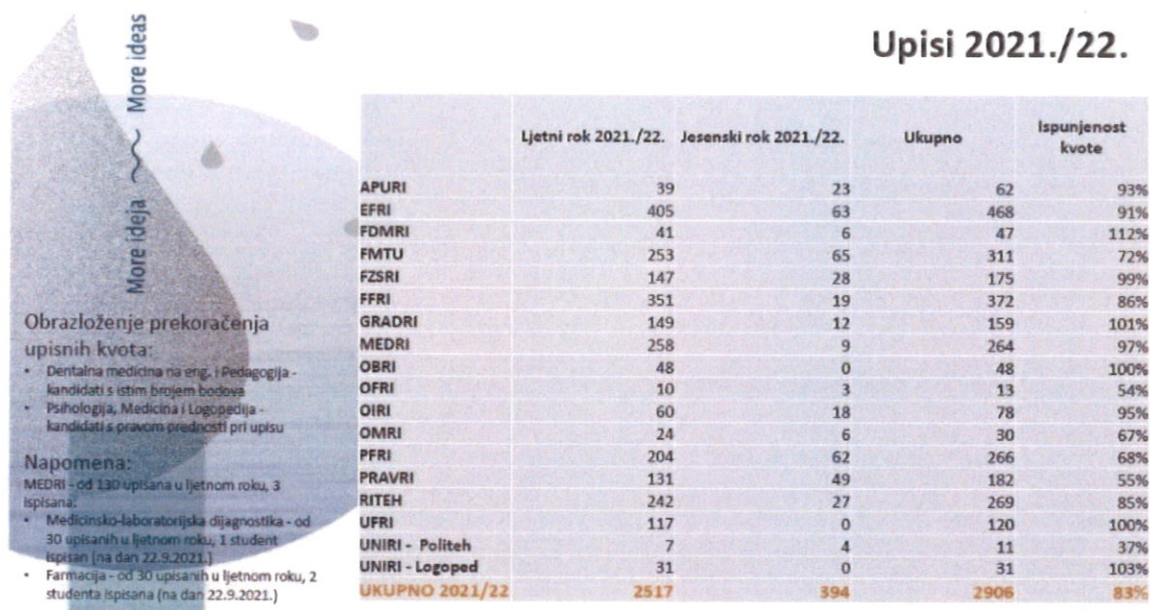 More ideja ~ More ideas
Upisi 2021./22.
Obrazloženje prekoračenja
upisnih kvota:
• Dentalna medicina na eng. i Pedagogija -
kandidati s istim brojem bodova
• Psihologija, Medicina i Logopedija -
kandidati s pravom prednosti pri upisu
Napomena:
MEDRI - od 130 upisana u ljetnom roku, 3
ispisana:
• Medicinsko-laboratorijska dijagnostika - od
30 upisanih u ljetnom roku, 1 student
ispisan (na dan 22.9.2021.)
• Farmacija - od 30 upisanih u ljetnom roku, 2
studenta ispisana (na dan 22.9.2021.)
Ljetni rok 2021./22. Jesenski rok 2021./22. Ukupno Ispunjenost
kvote
APURI 39 23 62 93%
EFRI 405 63 468 91%
FDMRI 41 6 47 112%
FMTU 253 65 311 72%
FZSRI 147 28 175 99%
FFRI 351 19 372 86%
GRADRI 149 12 159 101%
MEDRI 258 9 264 97%
OBRI 48 0 48 100%
OFRI 10 3 13 54%
OIRI 60 18 78 95%
OMRI 24 6 30 67%
PFRI 204 62 266 68%
PRAVRI 131 49 182 55%
RITEH 242 27 269 85%
UFRI 117 0 120 100%
UNIRI - Politeh 7 4 11 37%
UNIRI - Logoped 31 0 31 103%
UKUPNO 2021/22 2517 394 2906 83%